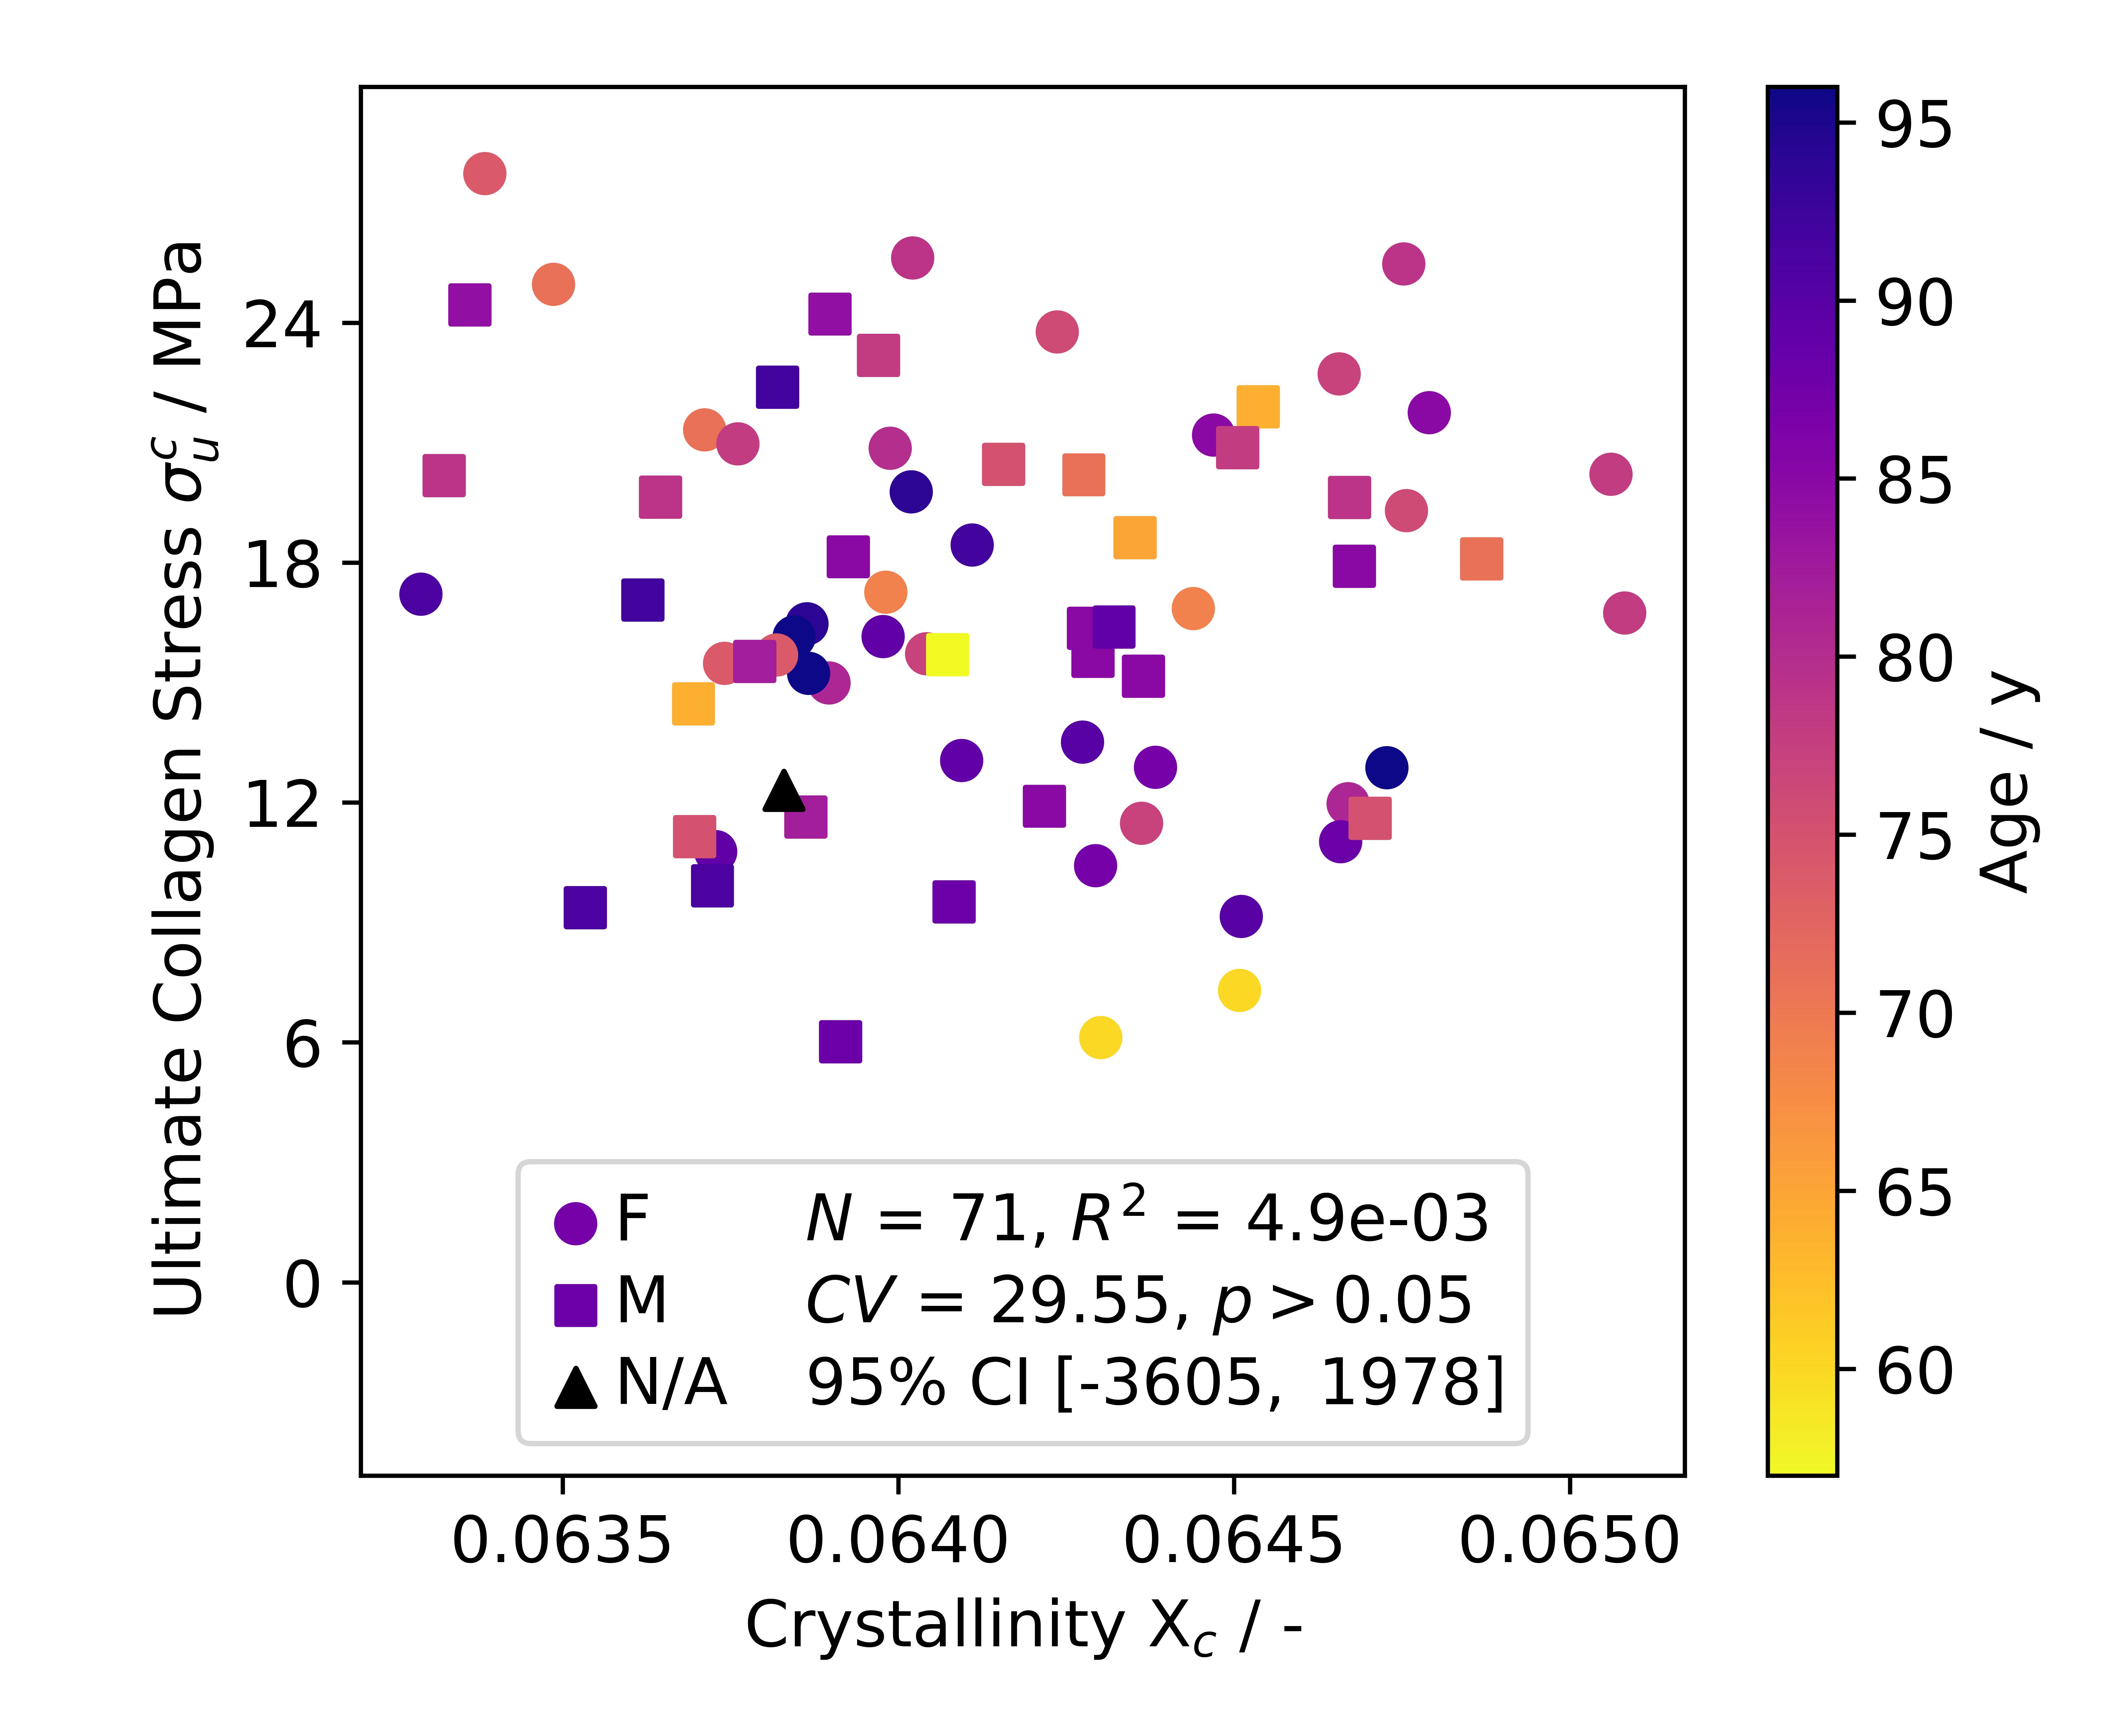 Ultimate Collagen Stress σᶜᵤ / MPa
24
18
12
6
0
F N = 71, R² = 4.9e-03
M CV = 29.55, p > 0.05
N/A 95% CI [-3605, 1978]
0.0635 0.0640 0.0645 0.0650
Crystallinity X_c / -
95
90
85
80
75
70
65
60
Age / y